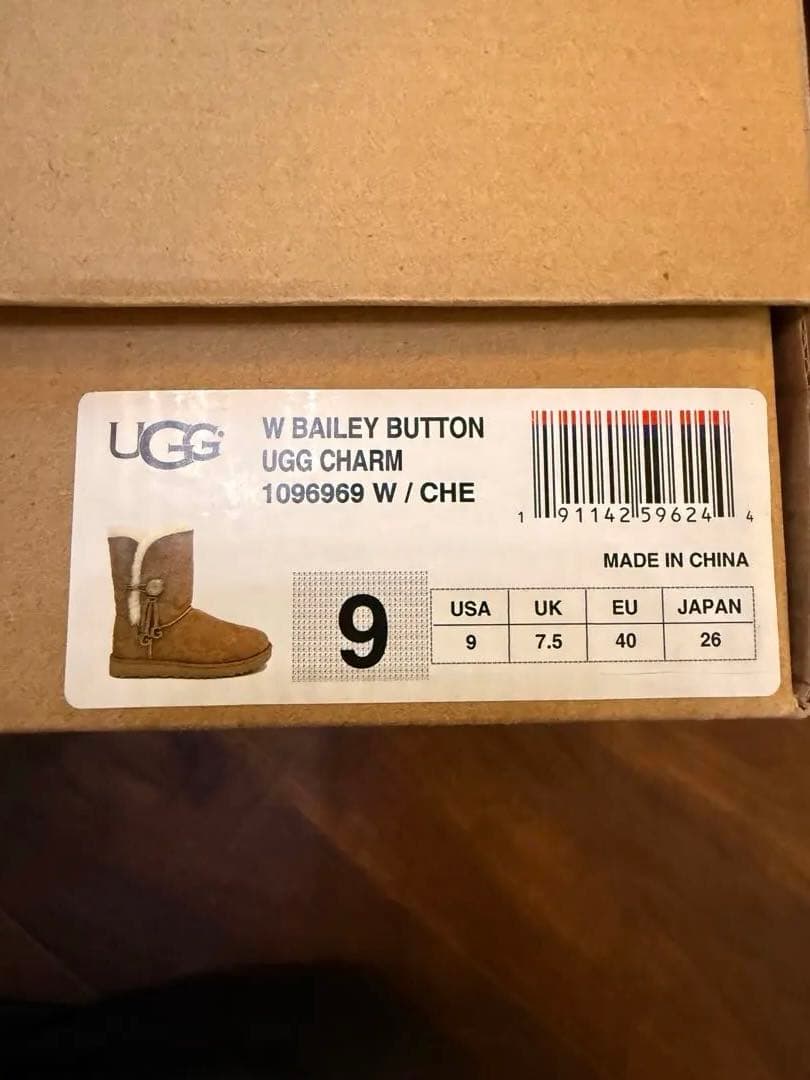 UGG
W BAILEY BUTTON
UGG CHARM
1096969 W / CHE
1 91142 59624 4
MADE IN CHINA
9
USA UK EU JAPAN
9 7.5 40 26